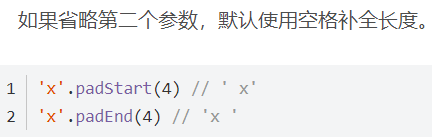 如果省略第二个参数，默认使用空格补全长度。
1 'x'.padStart(4) // ' x'
2 'x'.padEnd(4) // 'x '